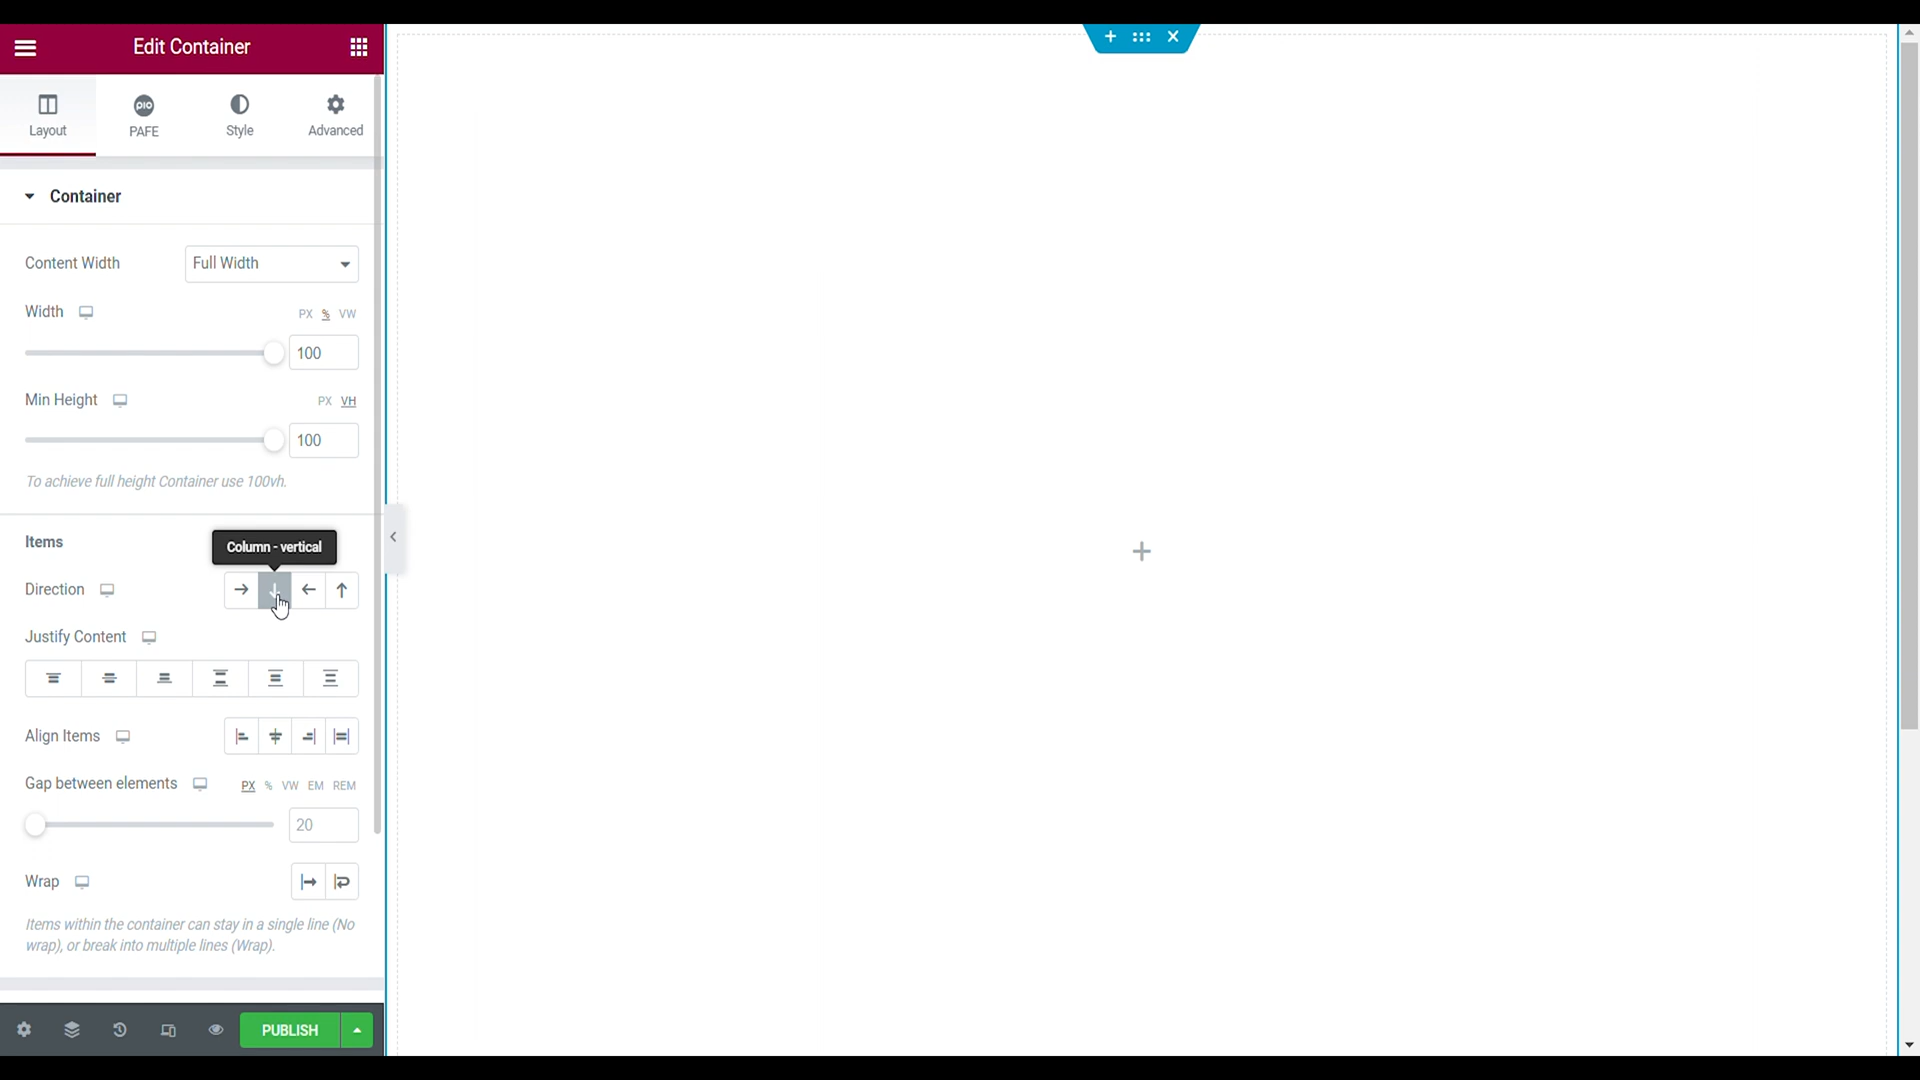 Edit Container
Layout
PIO
PAFE
Style
Advanced
Container
Content Width
Full Width
Width
PX % VW
100
Min Height
PX VH
100
To achieve full height Container use 100vh.
Items
Column - vertical
Direction
Justify Content
Align Items
Gap between elements
PX % VW EM REM
20
Wrap
Items within the container can stay in a single line (No
wrap), or break into multiple lines (Wrap).
PUBLISH